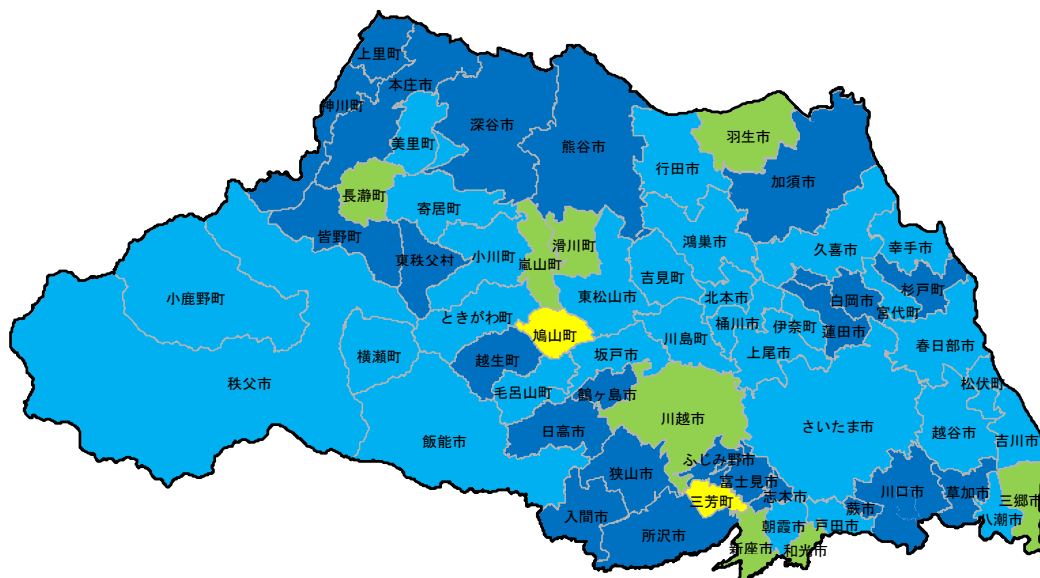 上里町
本庄市
神川町
深谷市
熊谷市
美里町
羽生市
行田市
加須市
長瀞町
寄居町
皆野町
東秩父村
小川町
嵐山町
滑川町
鴻巣市
久喜市
幸手市
吉見町
小鹿野町
東松山市
北本市
白岡市
杉戸町
宮代町
ときがわ町
鳩山町
川島町
桶川市
伊奈町
蓮田市
横瀬町
越生町
坂戸市
上尾市
春日部市
秩父市
毛呂山町
鶴ヶ島市
松伏町
川越市
さいたま市
飯能市
日高市
越谷市
吉川市
ふじみ野市
狭山市
富士見市
三芳町
志木市
川口市
草加市
三郷市
蕨市
入間市
所沢市
朝霞市
戸田市
八潮市
新座市
和光市